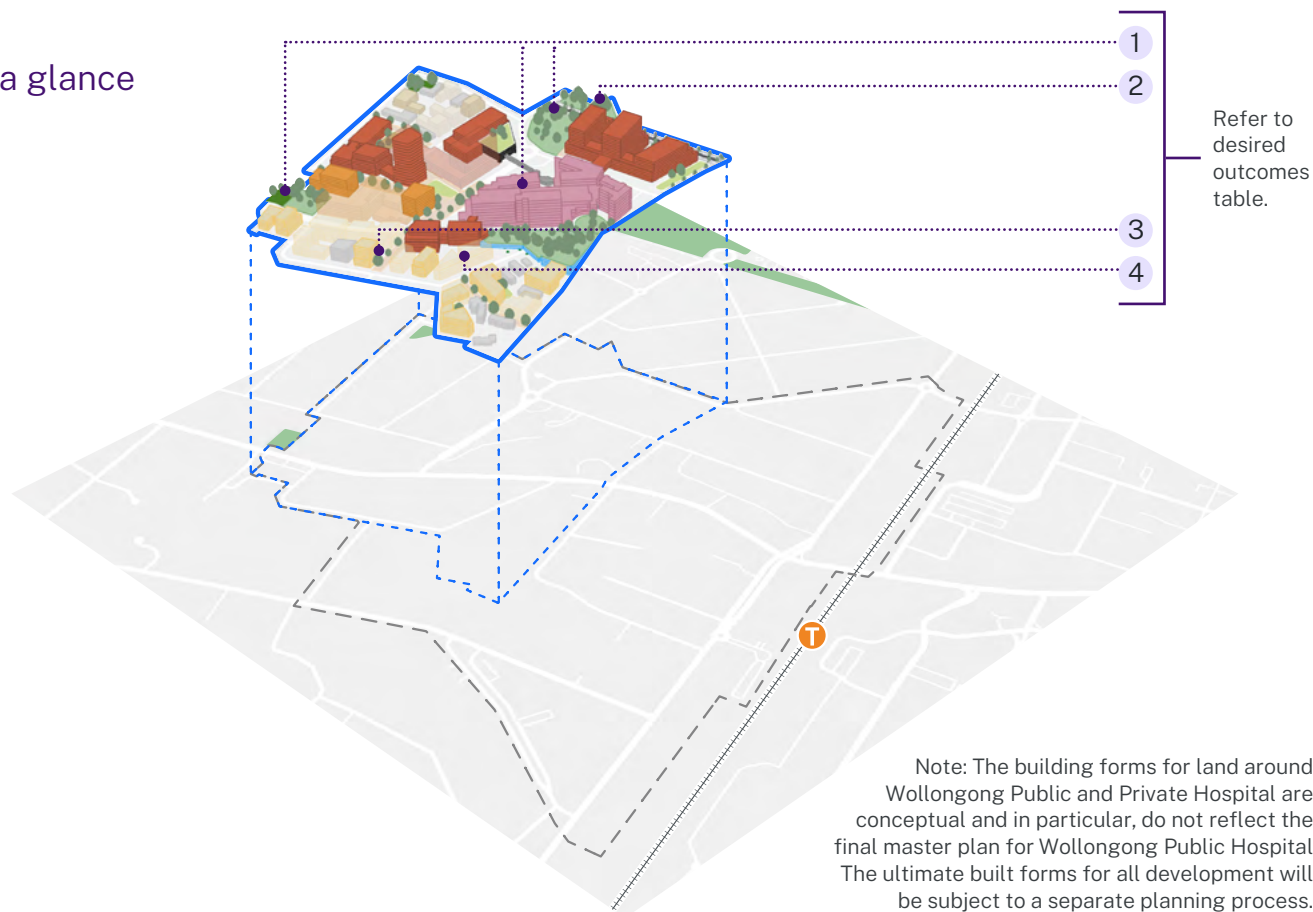 a glance
1
2
Refer to
desired
outcomes
table.
3
4
T
Note: The building forms for land around
Wollongong Public and Private Hospital are
conceptual and in particular, do not reflect the
final master plan for Wollongong Public Hospital
The ultimate built forms for all development will
be subject to a separate planning process.